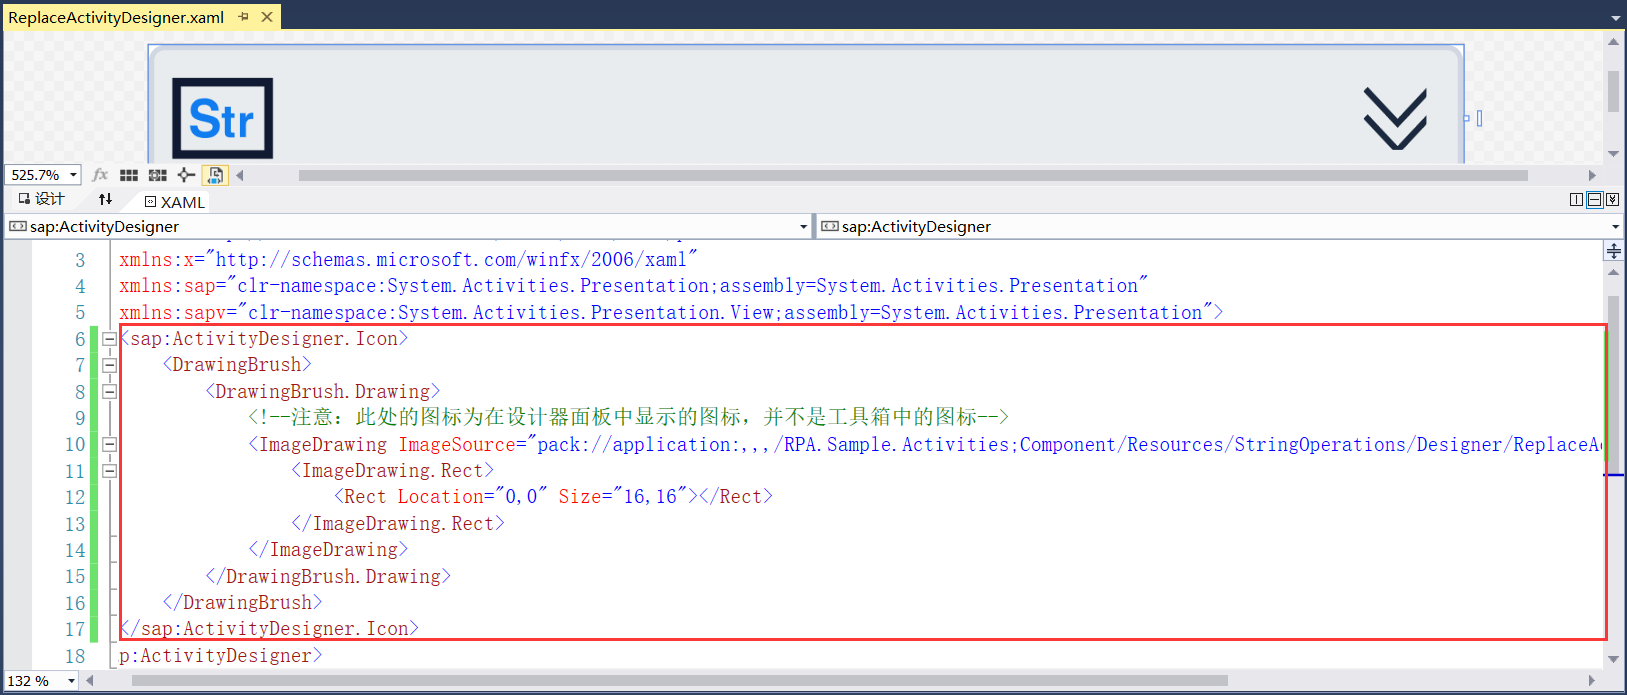 ReplaceActivityDesigner.xaml
Str
525.7%
fx
设计
XAML
sap:ActivityDesigner
sap:ActivityDesigner
3 xmlns:x="http://schemas.microsoft.com/winfx/2006/xaml"
4 xmlns:sap="clr-namespace:System.Activities.Presentation;assembly=System.Activities.Presentation"
5 xmlns:sapv="clr-namespace:System.Activities.Presentation.View;assembly=System.Activities.Presentation">
6 <sap:ActivityDesigner.Icon>
7 <DrawingBrush>
8 <DrawingBrush.Drawing>
9 <!--注意：此处的图标为在设计器面板中显示的图标，并不是工具箱中的图标-->
10 <ImageDrawing ImageSource="pack://application:,,,/RPA.Sample.Activities;Component/Resources/StringOperations/Designer/ReplaceA
11 <ImageDrawing.Rect>
12 <Rect Location="0,0" Size="16,16"></Rect>
13 </ImageDrawing.Rect>
14 </ImageDrawing>
15 </DrawingBrush.Drawing>
16 </DrawingBrush>
17 </sap:ActivityDesigner.Icon>
18 p:ActivityDesigner>
132 %